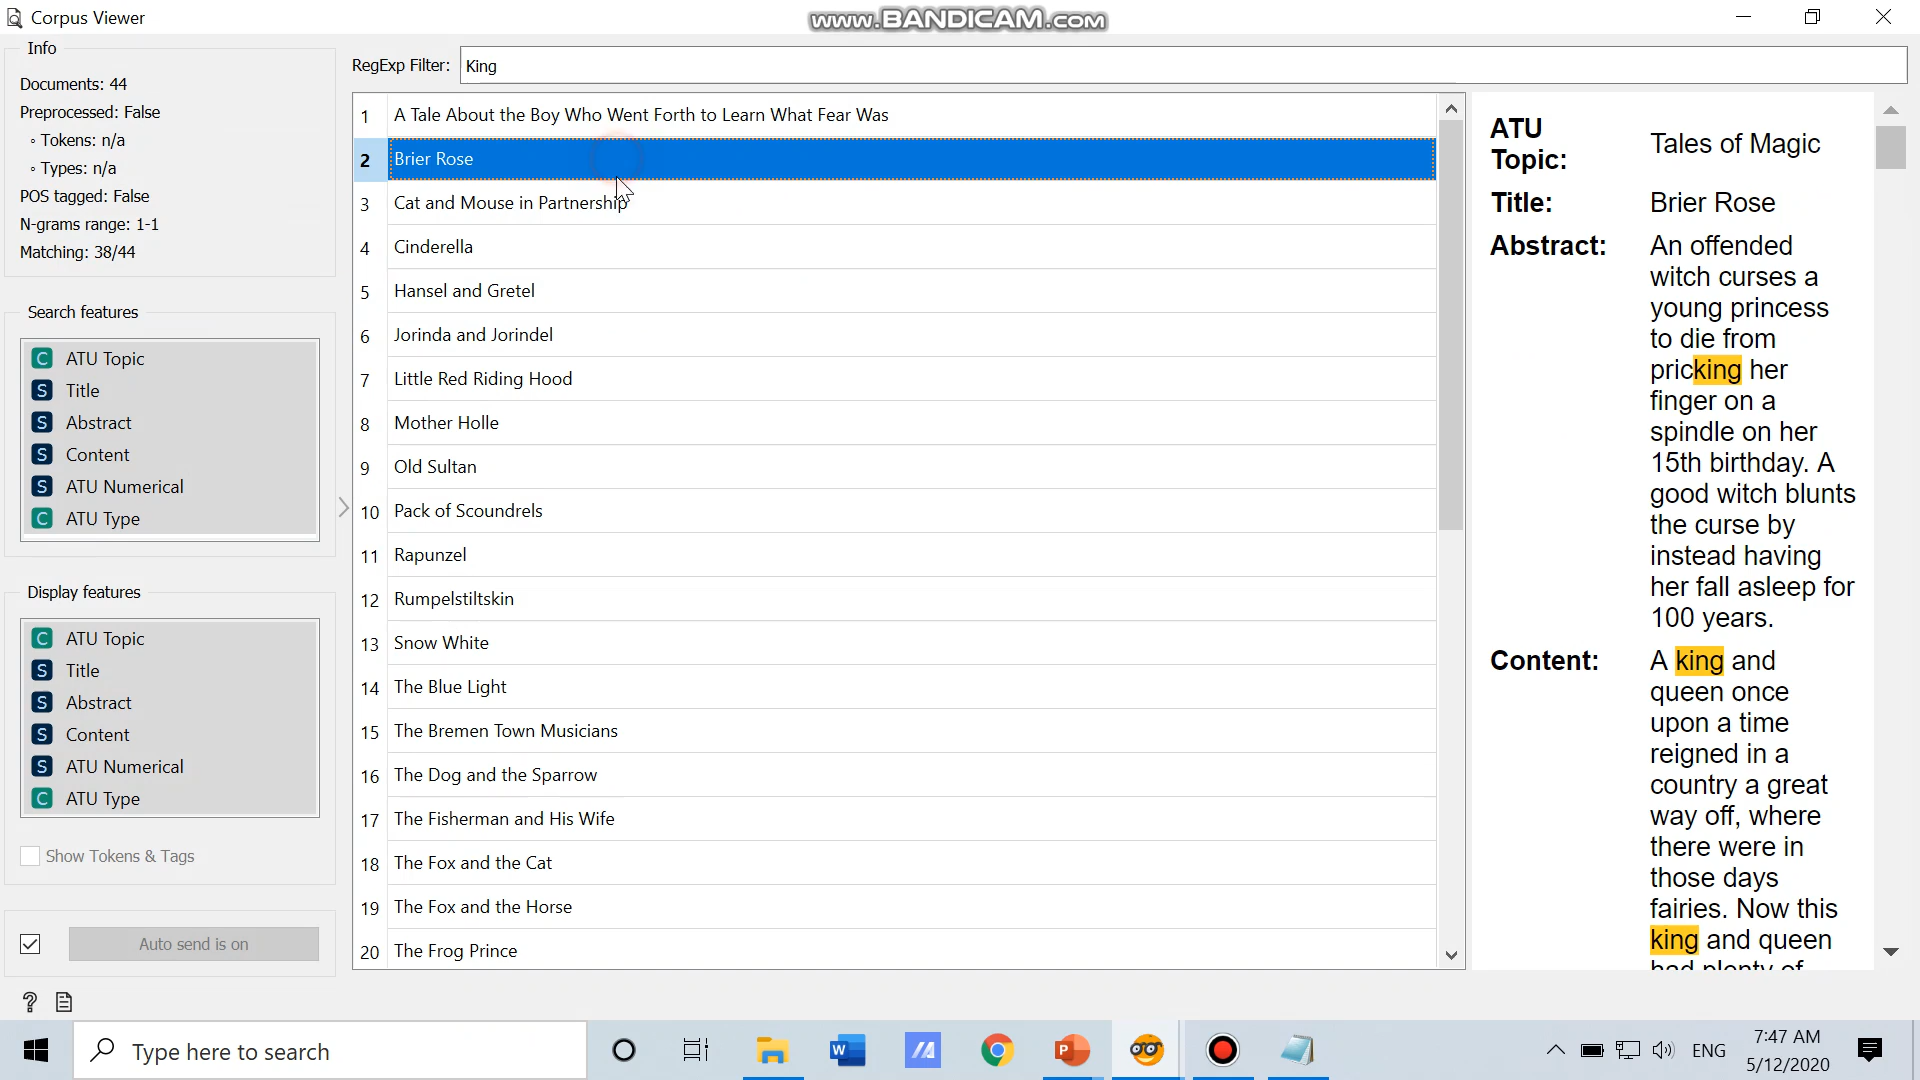 Corpus Viewer
www.BANDICAM.com
Info
Documents: 44
Preprocessed: False
◦ Tokens: n/a
◦ Types: n/a
POS tagged: False
N-grams range: 1-1
Matching: 38/44
Search features
C ATU Topic
S Title
S Abstract
S Content
S ATU Numerical
C ATU Type
Display features
C ATU Topic
S Title
S Abstract
S Content
S ATU Numerical
C ATU Type
Show Tokens & Tags
Auto send is on
RegExp Filter: King
1 A Tale About the Boy Who Went Forth to Learn What Fear Was
2 Brier Rose
3 Cat and Mouse in Partnership
4 Cinderella
5 Hansel and Gretel
6 Jorinda and Jorindel
7 Little Red Riding Hood
8 Mother Holle
9 Old Sultan
10 Pack of Scoundrels
11 Rapunzel
12 Rumpelstiltskin
13 Snow White
14 The Blue Light
15 The Bremen Town Musicians
16 The Dog and the Sparrow
17 The Fisherman and His Wife
18 The Fox and the Cat
19 The Fox and the Horse
20 The Frog Prince
ATU
Topic: Tales of Magic
Title: Brier Rose
Abstract: An offended
witch curses a
young princess
to die from
pricking her
finger on a
spindle on her
15th birthday. A
good witch blunts
the curse by
instead having
her fall asleep for
100 years.
Content: A king and
queen once
upon a time
reigned in a
country a great
way off, where
there were in
those days
fairies. Now this
king and queen
had plenty of
Type here to search
ENG
7:47 AM
5/12/2020